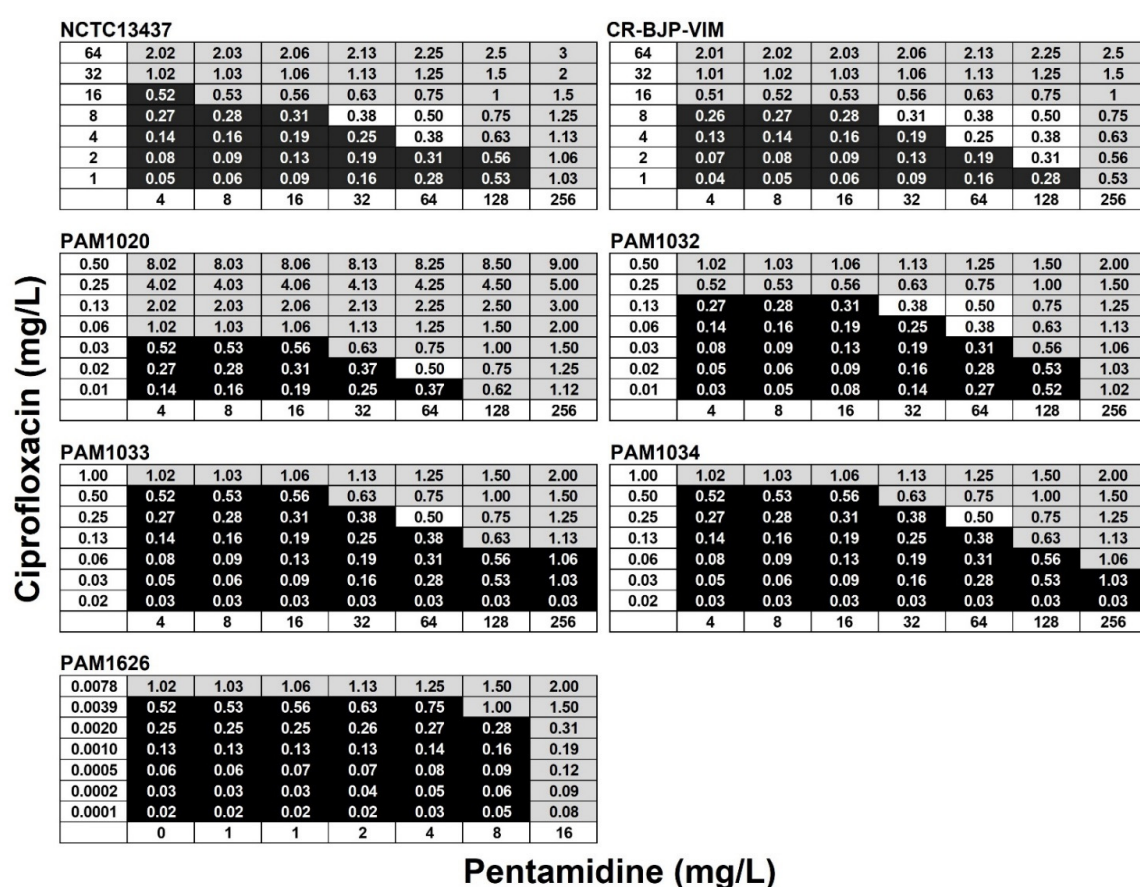 NCTC13437
64 2.02 2.03 2.06 2.13 2.25 2.5 3
32 1.02 1.03 1.06 1.13 1.25 1.5 2
16 0.52 0.53 0.56 0.63 0.75 1 1.5
8 0.27 0.28 0.31 0.38 0.50 0.75 1.25
4 0.14 0.16 0.19 0.25 0.38 0.63 1.13
2 0.08 0.09 0.13 0.19 0.31 0.56 1.06
1 0.05 0.06 0.09 0.16 0.28 0.53 1.03
4 8 16 32 64 128 256
CR-BJP-VIM
64 2.01 2.02 2.03 2.06 2.13 2.25 2.5
32 1.01 1.02 1.03 1.06 1.13 1.25 1.5
16 0.51 0.52 0.53 0.56 0.63 0.75 1
8 0.26 0.27 0.28 0.31 0.38 0.50 0.75
4 0.13 0.14 0.16 0.19 0.25 0.38 0.63
2 0.07 0.08 0.09 0.13 0.19 0.31 0.56
1 0.04 0.05 0.06 0.09 0.16 0.28 0.53
4 8 16 32 64 128 256
PAM1020
0.50 8.02 8.03 8.06 8.13 8.25 8.50 9.00
0.25 4.02 4.03 4.06 4.13 4.25 4.50 5.00
0.13 2.02 2.03 2.06 2.13 2.25 2.50 3.00
0.06 1.02 1.03 1.06 1.13 1.25 1.50 2.00
0.03 0.52 0.53 0.56 0.63 0.75 1.00 1.50
0.02 0.27 0.28 0.31 0.37 0.50 0.75 1.25
0.01 0.14 0.16 0.19 0.25 0.37 0.62 1.12
4 8 16 32 64 128 256
PAM1032
0.50 1.02 1.03 1.06 1.13 1.25 1.50 2.00
0.25 0.52 0.53 0.56 0.63 0.75 1.00 1.50
0.13 0.27 0.28 0.31 0.38 0.50 0.75 1.25
0.06 0.14 0.16 0.19 0.25 0.38 0.63 1.13
0.03 0.08 0.09 0.13 0.19 0.31 0.56 1.06
0.02 0.05 0.06 0.09 0.16 0.28 0.53 1.03
0.01 0.03 0.05 0.08 0.14 0.27 0.52 1.02
4 8 16 32 64 128 256
PAM1033
1.00 1.02 1.03 1.06 1.13 1.25 1.50 2.00
0.50 0.52 0.53 0.56 0.63 0.75 1.00 1.50
0.25 0.27 0.28 0.31 0.38 0.50 0.75 1.25
0.13 0.14 0.16 0.19 0.25 0.38 0.63 1.13
0.06 0.08 0.09 0.13 0.19 0.31 0.56 1.06
0.03 0.05 0.06 0.09 0.16 0.28 0.53 1.03
0.02 0.03 0.03 0.03 0.03 0.03 0.03 0.03
4 8 16 32 64 128 256
PAM1034
1.00 1.02 1.03 1.06 1.13 1.25 1.50 2.00
0.50 0.52 0.53 0.56 0.63 0.75 1.00 1.50
0.25 0.27 0.28 0.31 0.38 0.50 0.75 1.25
0.13 0.14 0.16 0.19 0.25 0.38 0.63 1.13
0.06 0.08 0.09 0.13 0.19 0.31 0.56 1.06
0.03 0.05 0.06 0.09 0.16 0.28 0.53 1.03
0.02 0.03 0.03 0.03 0.03 0.03 0.03 0.03
4 8 16 32 64 128 256
PAM1626
0.0078 1.02 1.03 1.06 1.13 1.25 1.50 2.00
0.0039 0.52 0.53 0.56 0.63 0.75 1.00 1.50
0.0020 0.25 0.25 0.25 0.26 0.27 0.28 0.31
0.0010 0.13 0.13 0.13 0.13 0.14 0.16 0.19
0.0005 0.06 0.06 0.07 0.07 0.08 0.09 0.12
0.0002 0.03 0.03 0.03 0.04 0.05 0.06 0.09
0.0001 0.02 0.02 0.02 0.02 0.03 0.05 0.08
0 1 1 2 4 8 16
Ciprofloxacin (mg/L)
Pentamidine (mg/L)